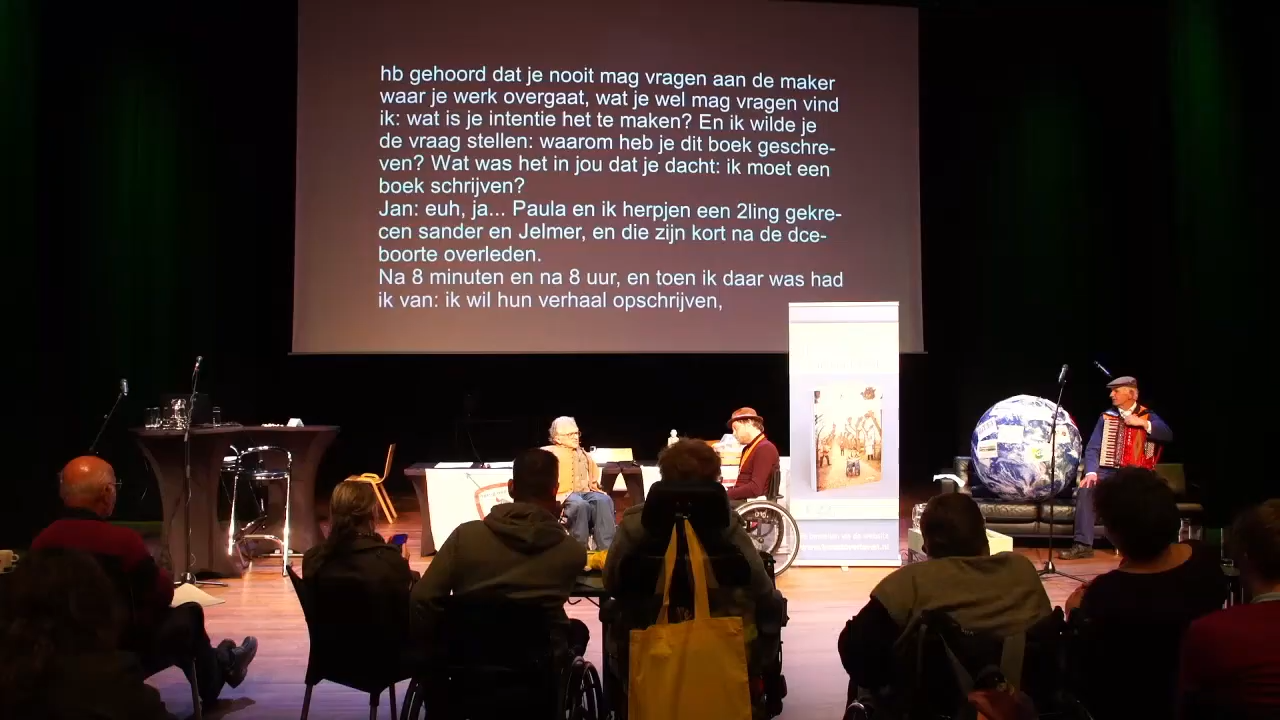 hb gehoord dat je nooit mag vragen aan de maker
waar je werk overgaat, wat je wel mag vragen vind
ik: wat is je intentie het te maken? En ik wilde je
de vraag stellen: waarom heb je dit boek geschre-
ven? Wat was het in jou dat je dacht: ik moet een
boek schrijven?
Jan: euh, ja... Paula en ik herpjen een 2ling gekre-
cen sander en Jelmer, en die zijn kort na de dce-
boorte overleden.
Na 8 minuten en na 8 uur, en toen ik daar was had
ik van: ik wil hun verhaal opschrijven,